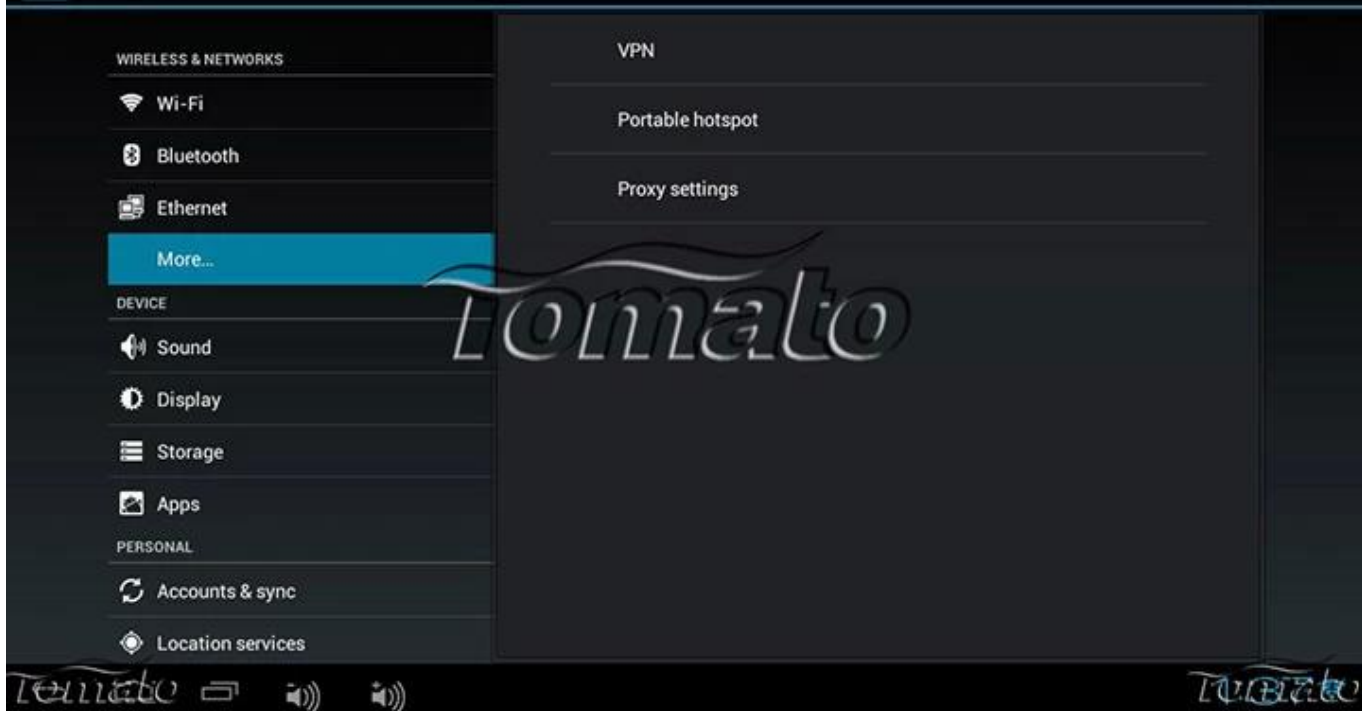 WIRELESS & NETWORKS
Wi-Fi
Bluetooth
Ethernet
More...
DEVICE
Sound
Display
Storage
Apps
PERSONAL
Accounts & sync
Location services
VPN
Portable hotspot
Proxy settings
Tomato
Tomato
Tomato